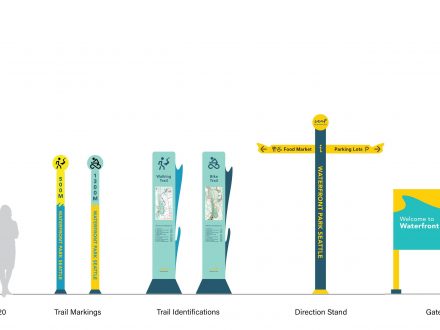 500M
WATERFRONT PARK SEATTLE
1300M
WATERFRONT PARK SEATTLE
Walking
Trail
Bike
Trail
Food Market
Parking Lots
WATERFRONT PARK SEATTLE
Welcome to
Waterfront
20
Trail Markings
Trail Identifications
Direction Stand
Gate